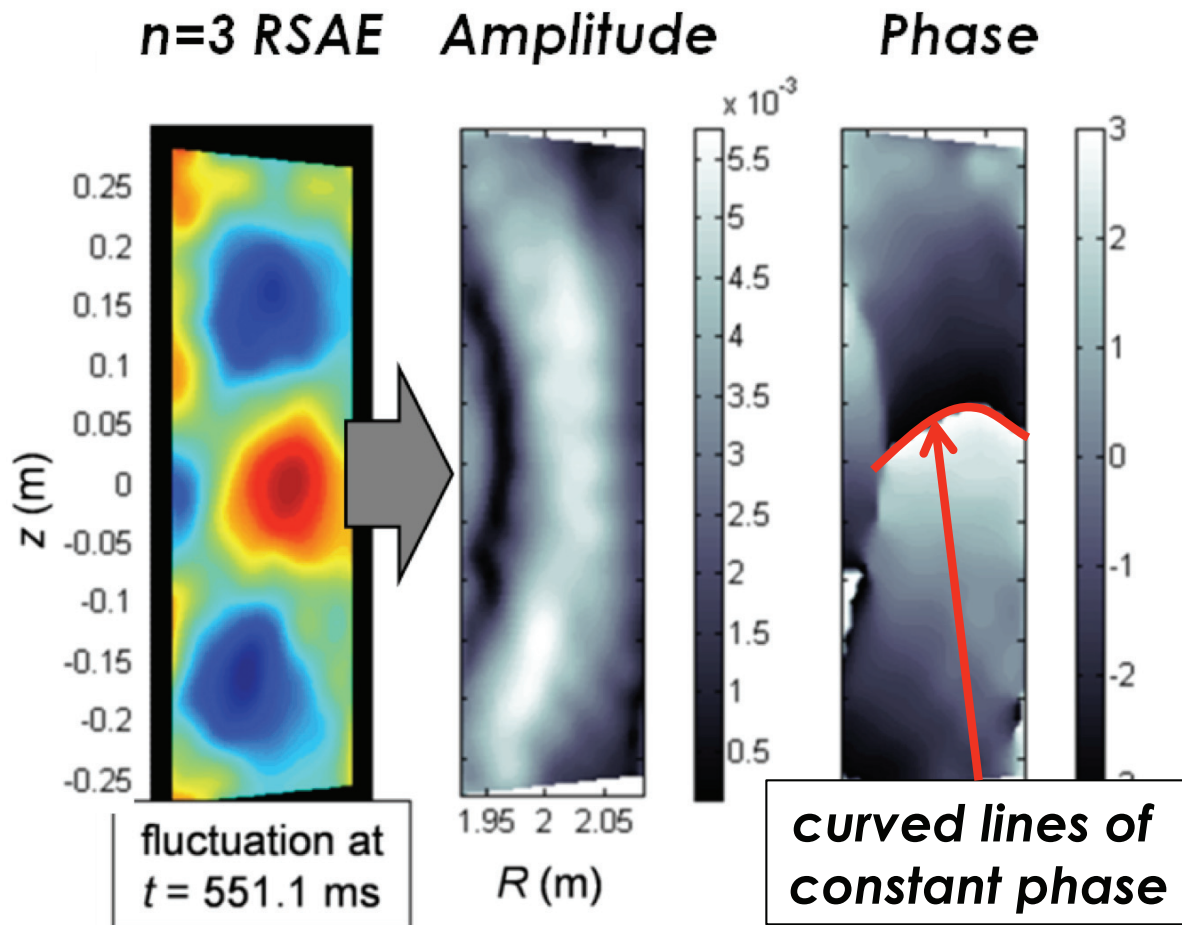 n=3 RSAE
Amplitude
Phase
x 10⁻³
0.25
0.2
0.15
0.1
0.05
0
-0.05
-0.1
-0.15
-0.2
-0.25
z (m)
5.5
5
4.5
4
3.5
3
2.5
2
1.5
1
0.5
3
2
1
0
-1
-2
1.95 2 2.05
R (m)
fluctuation at
t = 551.1 ms
curved lines of
constant phase